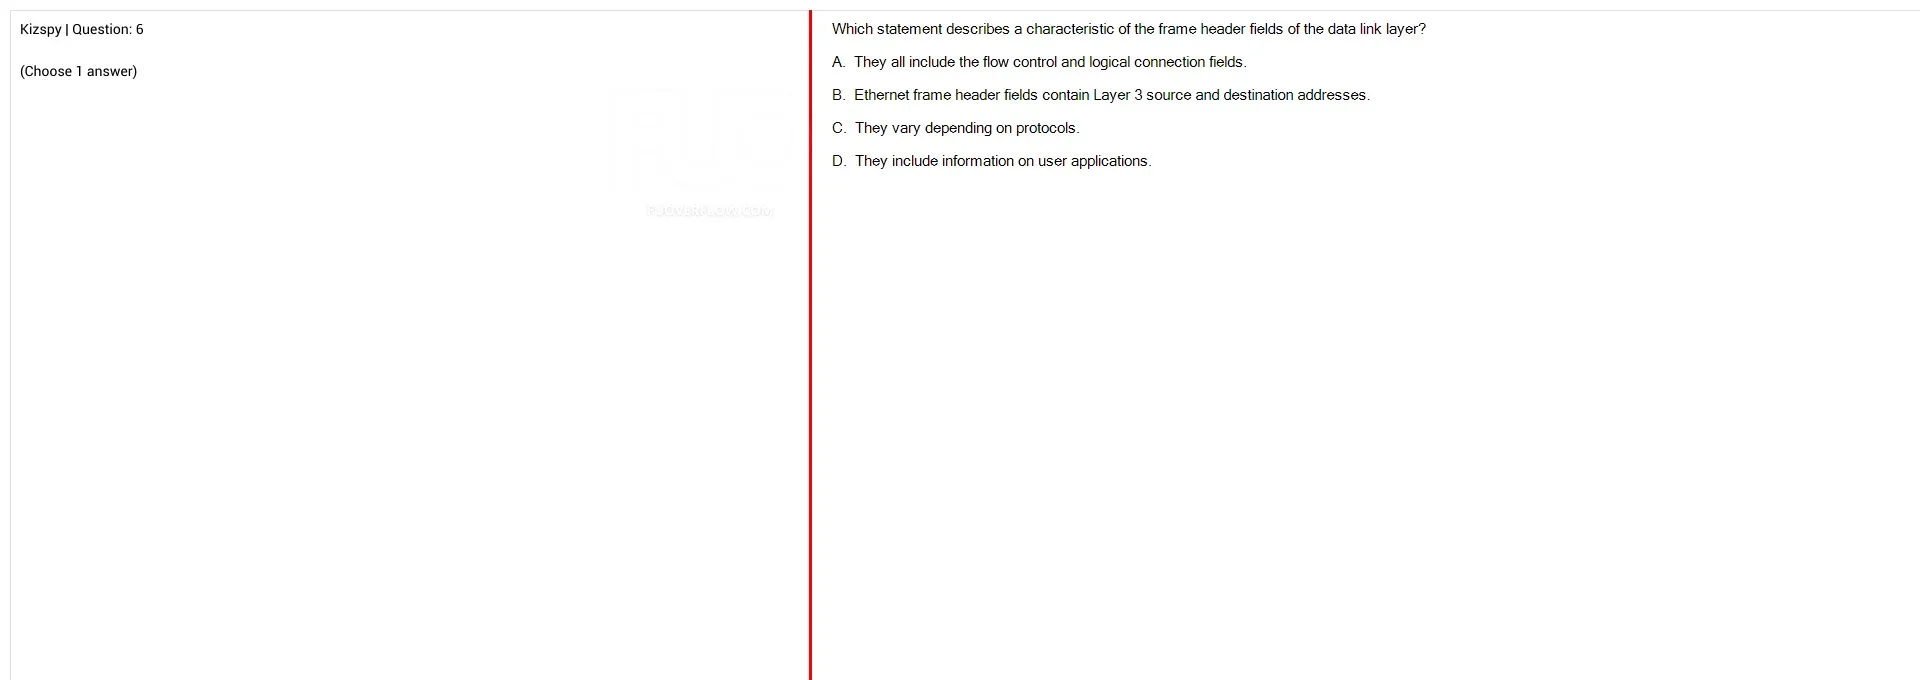 Kizspy | Question: 6
(Choose 1 answer)
Which statement describes a characteristic of the frame header fields of the data link layer?
A. They all include the flow control and logical connection fields.
B. Ethernet frame header fields contain Layer 3 source and destination addresses.
C. They vary depending on protocols.
D. They include information on user applications.